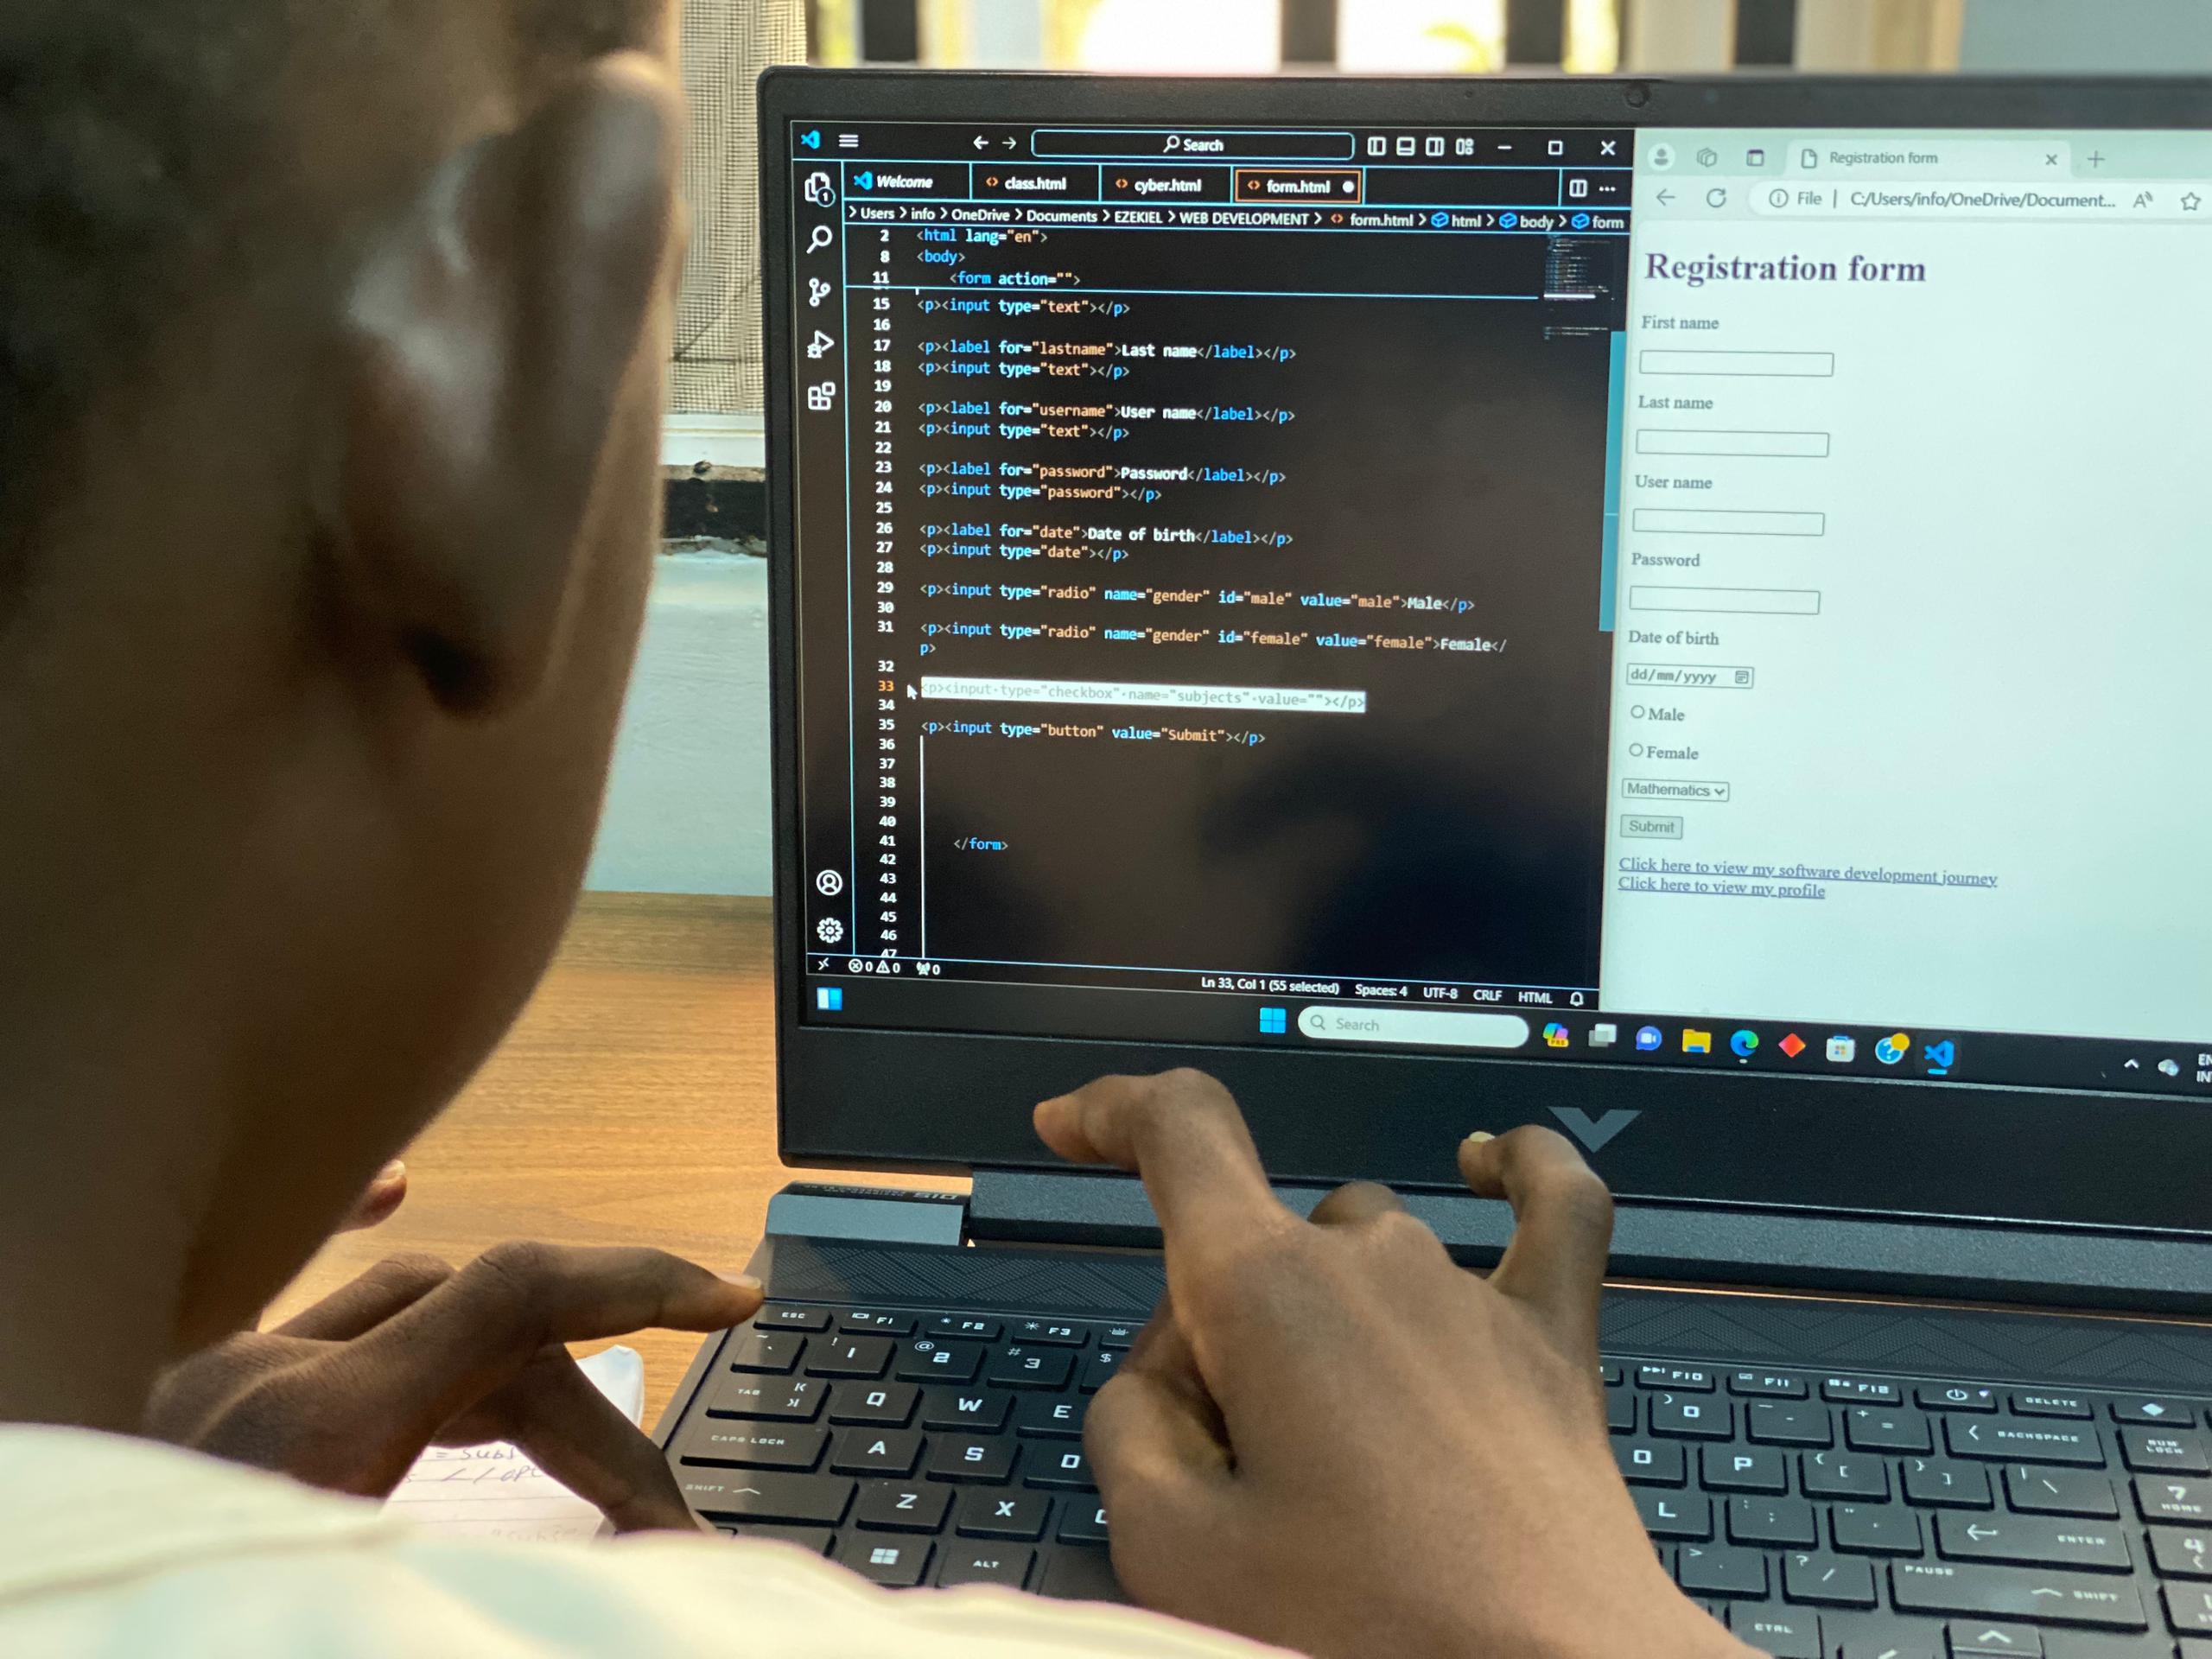 Search
Welcome
class.html
cyber.html
form.html
Users > info > OneDrive > Documents > EZEKIEL > WEB DEVELOPMENT > form.html > html > body > form
2 <html lang="en">
8 <body>
11 <form action="">
15 <p><input type="text"></p>
16
17 <p><label for="lastname">Last name</label></p>
18 <p><input type="text"></p>
19
20 <p><label for="username">User name</label></p>
21 <p><input type="text"></p>
22
23 <p><label for="password">Password</label></p>
24 <p><input type="password"></p>
25
26 <p><label for="date">Date of birth</label></p>
27 <p><input type="date"></p>
28
29 <p><input type="radio" name="gender" id="male" value="male">Male</p>
30
31 <p><input type="radio" name="gender" id="female" value="female">Female</
p>
32
33 <p><input type="checkbox" name="subjects" value=""></p>
34
35 <p><input type="button" value="Submit"></p>
36
37
38
39
40
41 </form>
42
43
44
45
46
47
0 0 0
Ln 33, Col 1 (55 selected) Spaces: 4 UTF-8 CRLF HTML
Registration form
File | C:/Users/info/OneDrive/Document...
Registration form
First name
Last name
User name
Password
Date of birth
dd/mm/yyyy
Male
Female
Mathematics
Submit
Click here to view my software development journey
Click here to view my profile
Search
ESC F1 F2 F3 F10 F11 F12 DELETE
~ ` ! 1 @ 2 # 3 $ ) 0 _ - + = BACKSPACE NUM LOCK
TAB Q W E O P { [ } ] | \ 7 HOME
CAPS LOCK A S D L : ; " ' ENTER 4
SHIFT Z X > . ? / PAUSE SHIFT
ALT CTRL